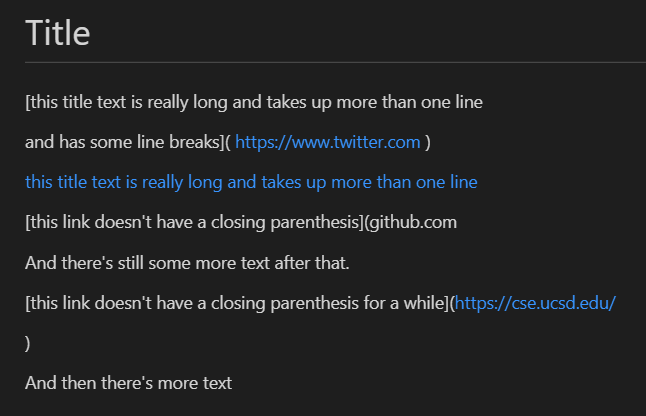 Title
[this title text is really long and takes up more than one line
and has some line breaks]( https://www.twitter.com )
this title text is really long and takes up more than one line
[this link doesn't have a closing parenthesis](github.com
And there's still some more text after that.
[this link doesn't have a closing parenthesis for a while](https://cse.ucsd.edu/
)
And then there's more text